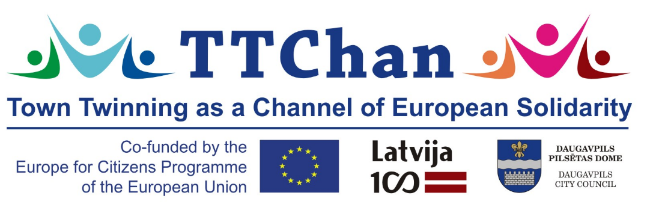 TTChan
Town Twinning as a Channel of European Solidarity
Co-funded by the
Europe for Citizens Programme
of the European Union
Latvija
100
DAUGAVPILS
PILSĒTAS DOME
DAUGAVPILS
CITY COUNCIL